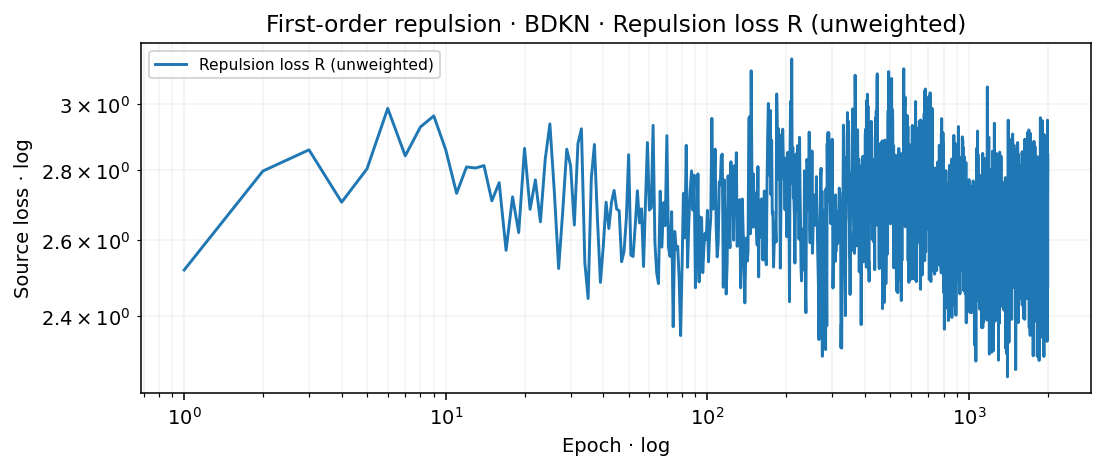 First-order repulsion · BDKN · Repulsion loss R (unweighted)
Repulsion loss R (unweighted)
Source loss · log
3 × 10⁰
2.8 × 10⁰
2.6 × 10⁰
2.4 × 10⁰
10⁰ 10¹ 10² 10³
Epoch · log